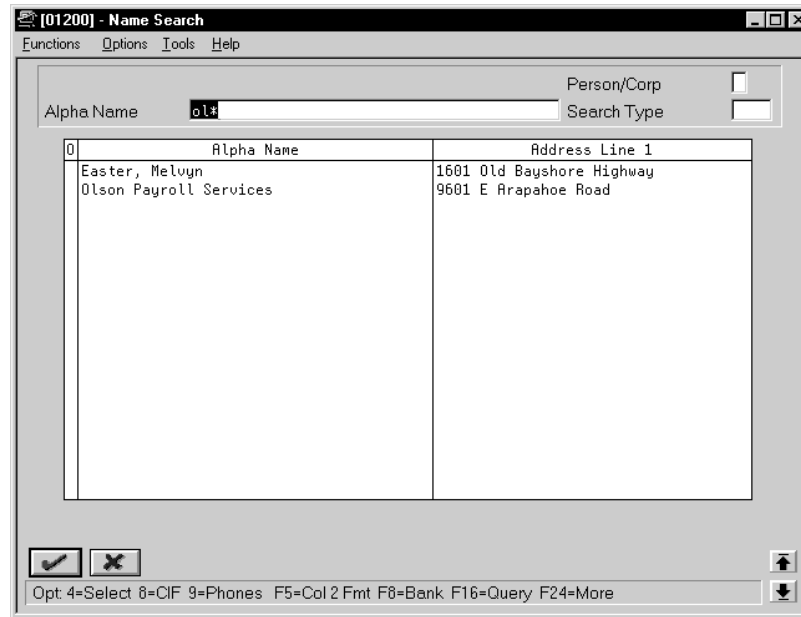 [01200] - Name Search
Functions Options Tools Help
Person/Corp
Alpha Name ol* Search Type
O Alpha Name Address Line 1
Easter, Melvyn 1601 Old Bayshore Highway
Olson Payroll Services 9601 E Arapahoe Road
Opt: 4=Select 8=CIF 9=Phones F5=Col 2 Fmt F8=Bank F16=Query F24=More